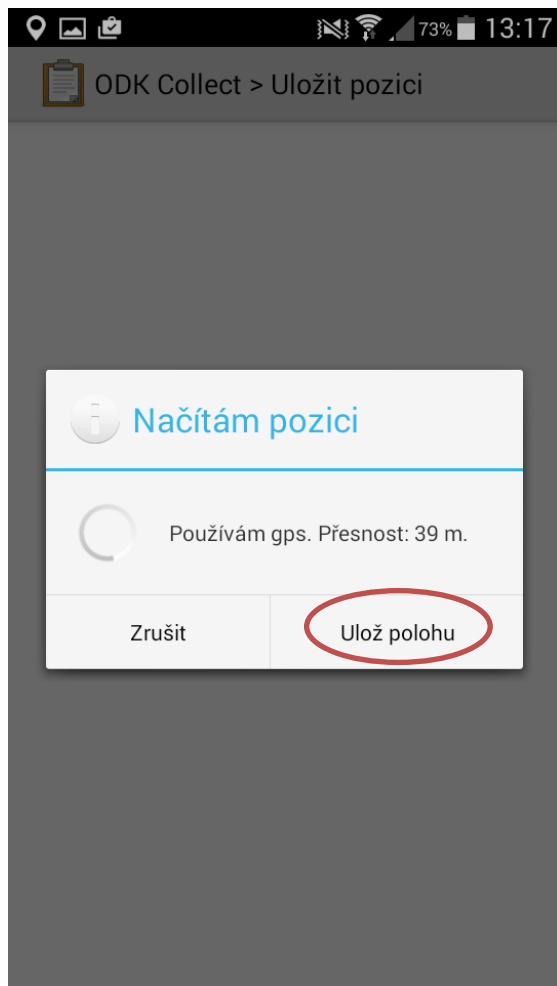 73% 13:17
ODK Collect > Uložit pozici
Načítám pozici
Používám gps. Přesnost: 39 m.
Zrušit Ulož polohu